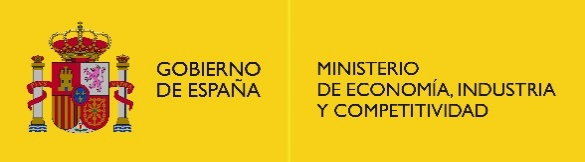 GOBIERNO
DE ESPAÑA
MINISTERIO
DE ECONOMÍA, INDUSTRIA
Y COMPETITIVIDAD